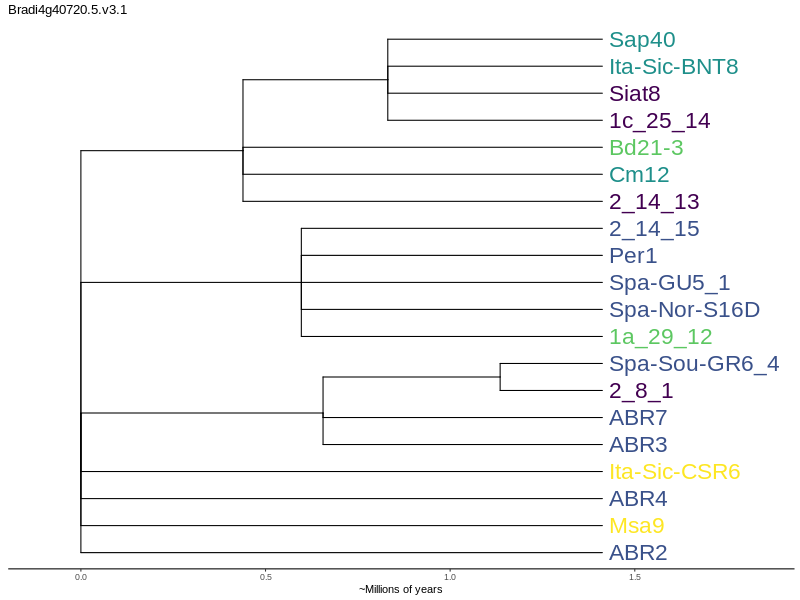 Bradi4g40720.5.v3.1
Sap40
Ita-Sic-BNT8
Siat8
1c_25_14
Bd21-3
Cm12
2_14_13
2_14_15
Per1
Spa-GU5_1
Spa-Nor-S16D
1a_29_12
Spa-Sou-GR6_4
2_8_1
ABR7
ABR3
Ita-Sic-CSR6
ABR4
Msa9
ABR2
0.0 0.5 1.0 1.5
~Millions of years